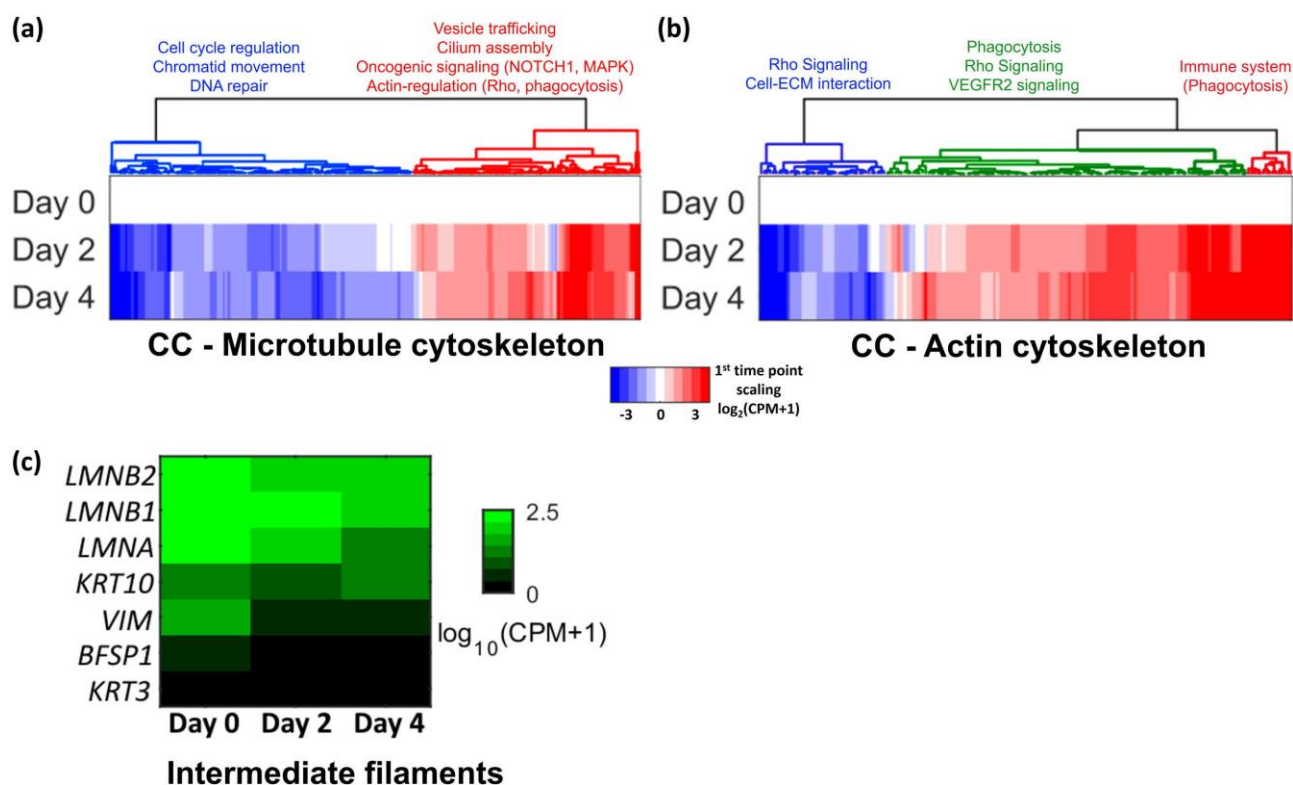 (a)
Cell cycle regulation
Chromatid movement
DNA repair
Vesicle trafficking
Cilium assembly
Oncogenic signaling (NOTCH1, MAPK)
Actin-regulation (Rho, phagocytosis)
Day 0
Day 2
Day 4
CC - Microtubule cytoskeleton
(b)
Rho Signaling
Cell-ECM interaction
Phagocytosis
Rho Signaling
VEGFR2 signaling
Immune system
(Phagocytosis)
Day 0
Day 2
Day 4
CC - Actin cytoskeleton
-3 0 3
1st time point
scaling
log2(CPM+1)
(c)
LMNB2
LMNB1
LMNA
KRT10
VIM
BFSP1
KRT3
Day 0 Day 2 Day 4
2.5
0
log10(CPM+1)
Intermediate filaments